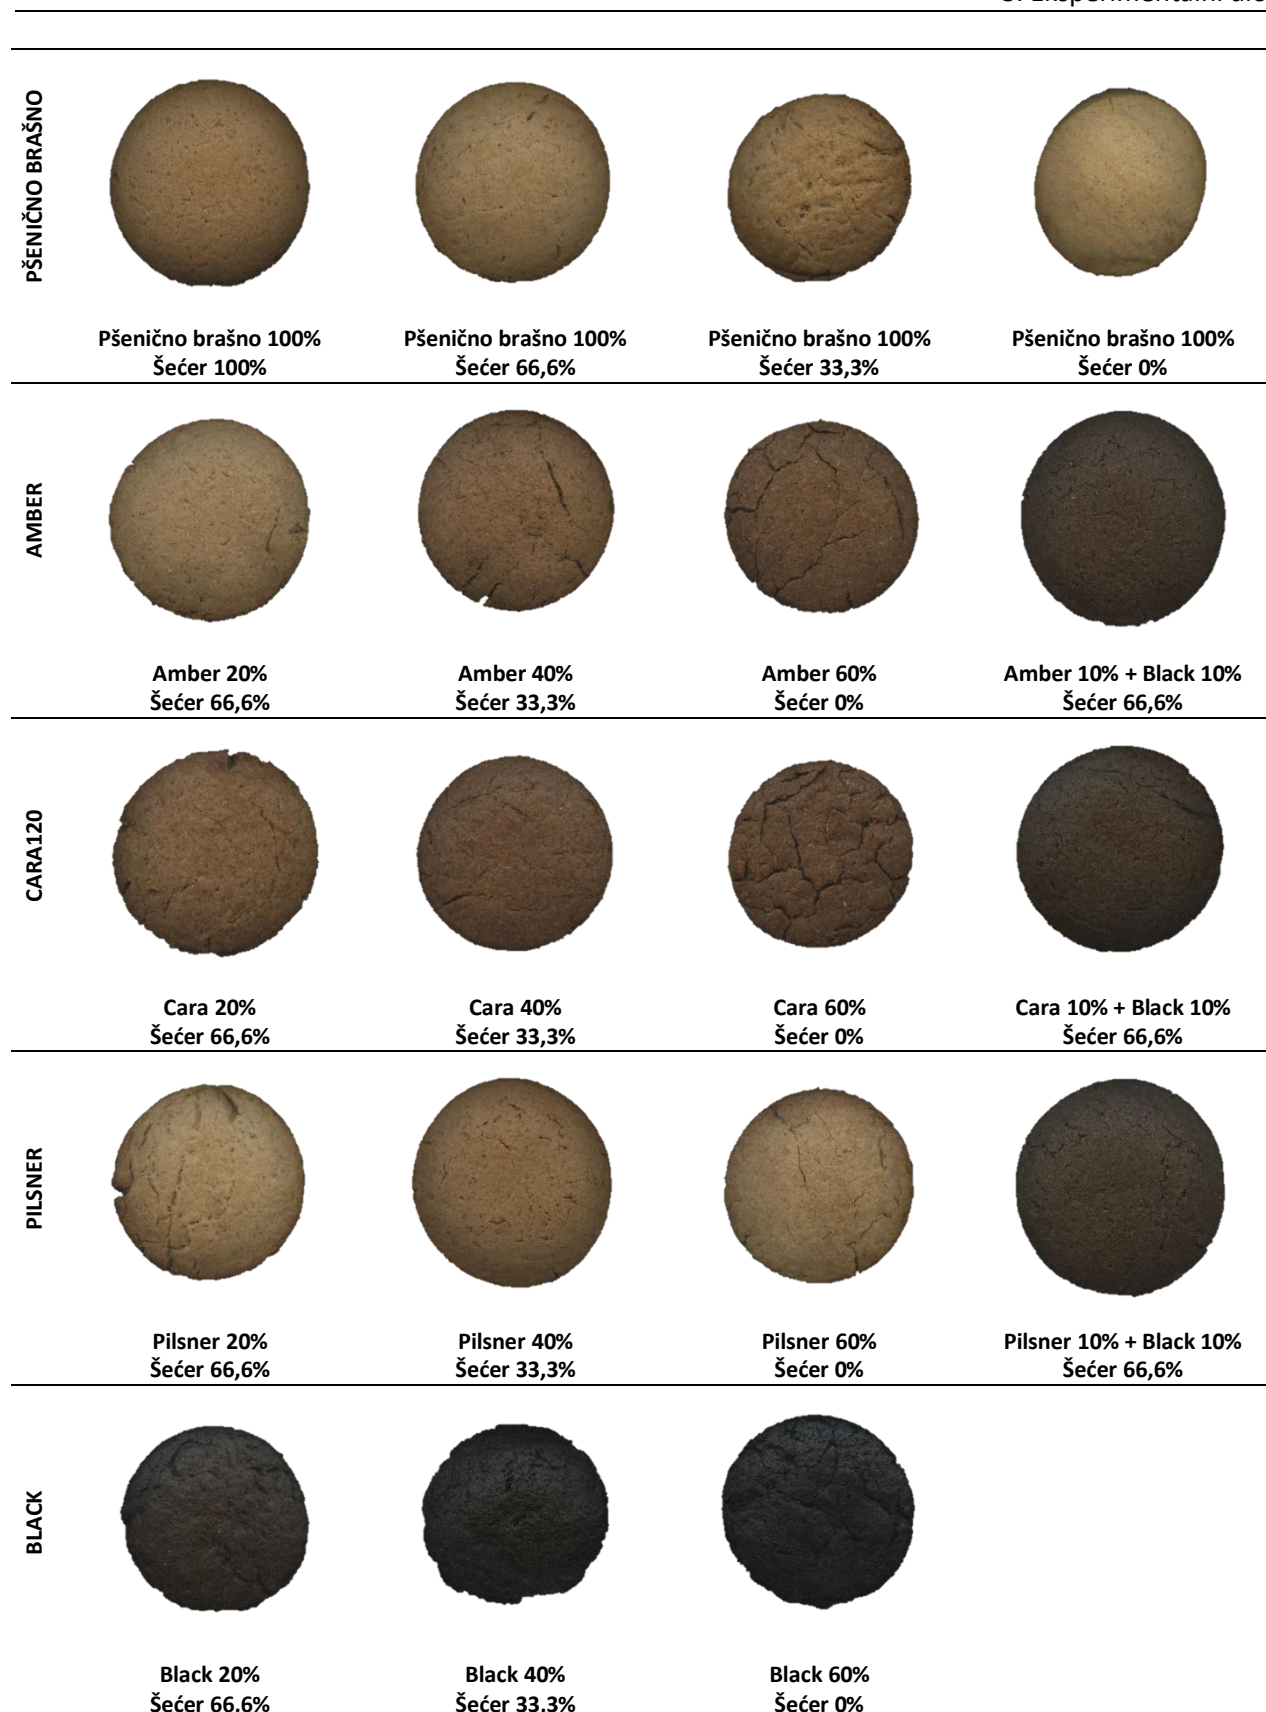 PŠENIČNO BRAŠNO
Pšenično brašno 100% Pšenično brašno 100% Pšenično brašno 100% Pšenično brašno 100%
Šećer 100% Šećer 66,6% Šećer 33,3% Šećer 0%
AMBER
Amber 20% Amber 40% Amber 60% Amber 10% + Black 10%
Šećer 66,6% Šećer 33,3% Šećer 0% Šećer 66,6%
CARA120
Cara 20% Cara 40% Cara 60% Cara 10% + Black 10%
Šećer 66,6% Šećer 33,3% Šećer 0% Šećer 66,6%
PILSNER
Pilsner 20% Pilsner 40% Pilsner 60% Pilsner 10% + Black 10%
Šećer 66,6% Šećer 33,3% Šećer 0% Šećer 66,6%
BLACK
Black 20% Black 40% Black 60%
Šećer 66,6% Šećer 33,3% Šećer 0%